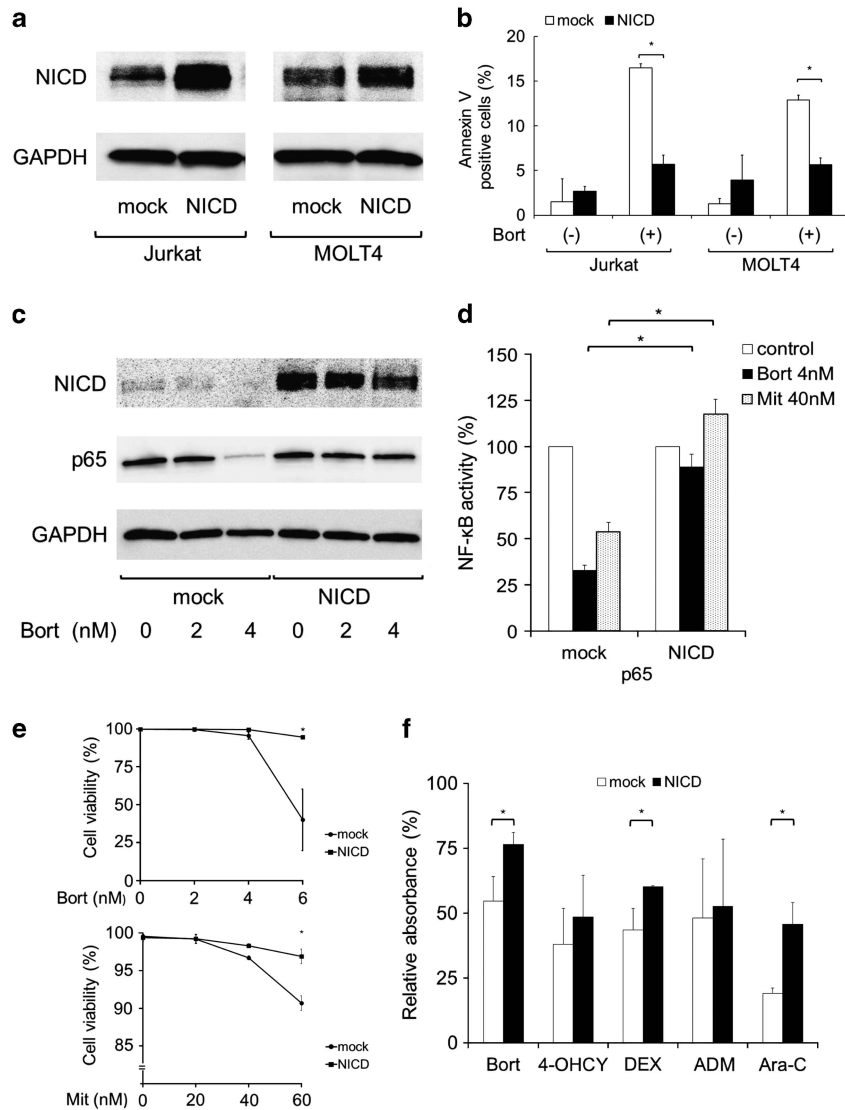 a
NICD
GAPDH
mock NICD mock NICD
Jurkat MOLT4
b
mock NICD
Annexin V
positive cells (%)
20
15
10
5
0
* *
Bort (-) (+) (-) (+)
Jurkat MOLT4
c
NICD
p65
GAPDH
mock NICD
Bort (nM) 0 2 4 0 2 4
d
*
*
control
Bort 4nM
Mit 40nM
NF-κB activity (%)
150
125
100
75
50
25
0
mock NICD
p65
e
Cell viability (%)
100
75
50
25
*
mock
NICD
0 2 4 6
Bort (nM)
Cell viability (%)
100
95
90
85
*
mock
NICD
0 20 40 60
Mit (nM)
f
mock NICD
Relative absorbance (%)
100
75
50
25
0
* * *
Bort 4-OHCY DEX ADM Ara-C